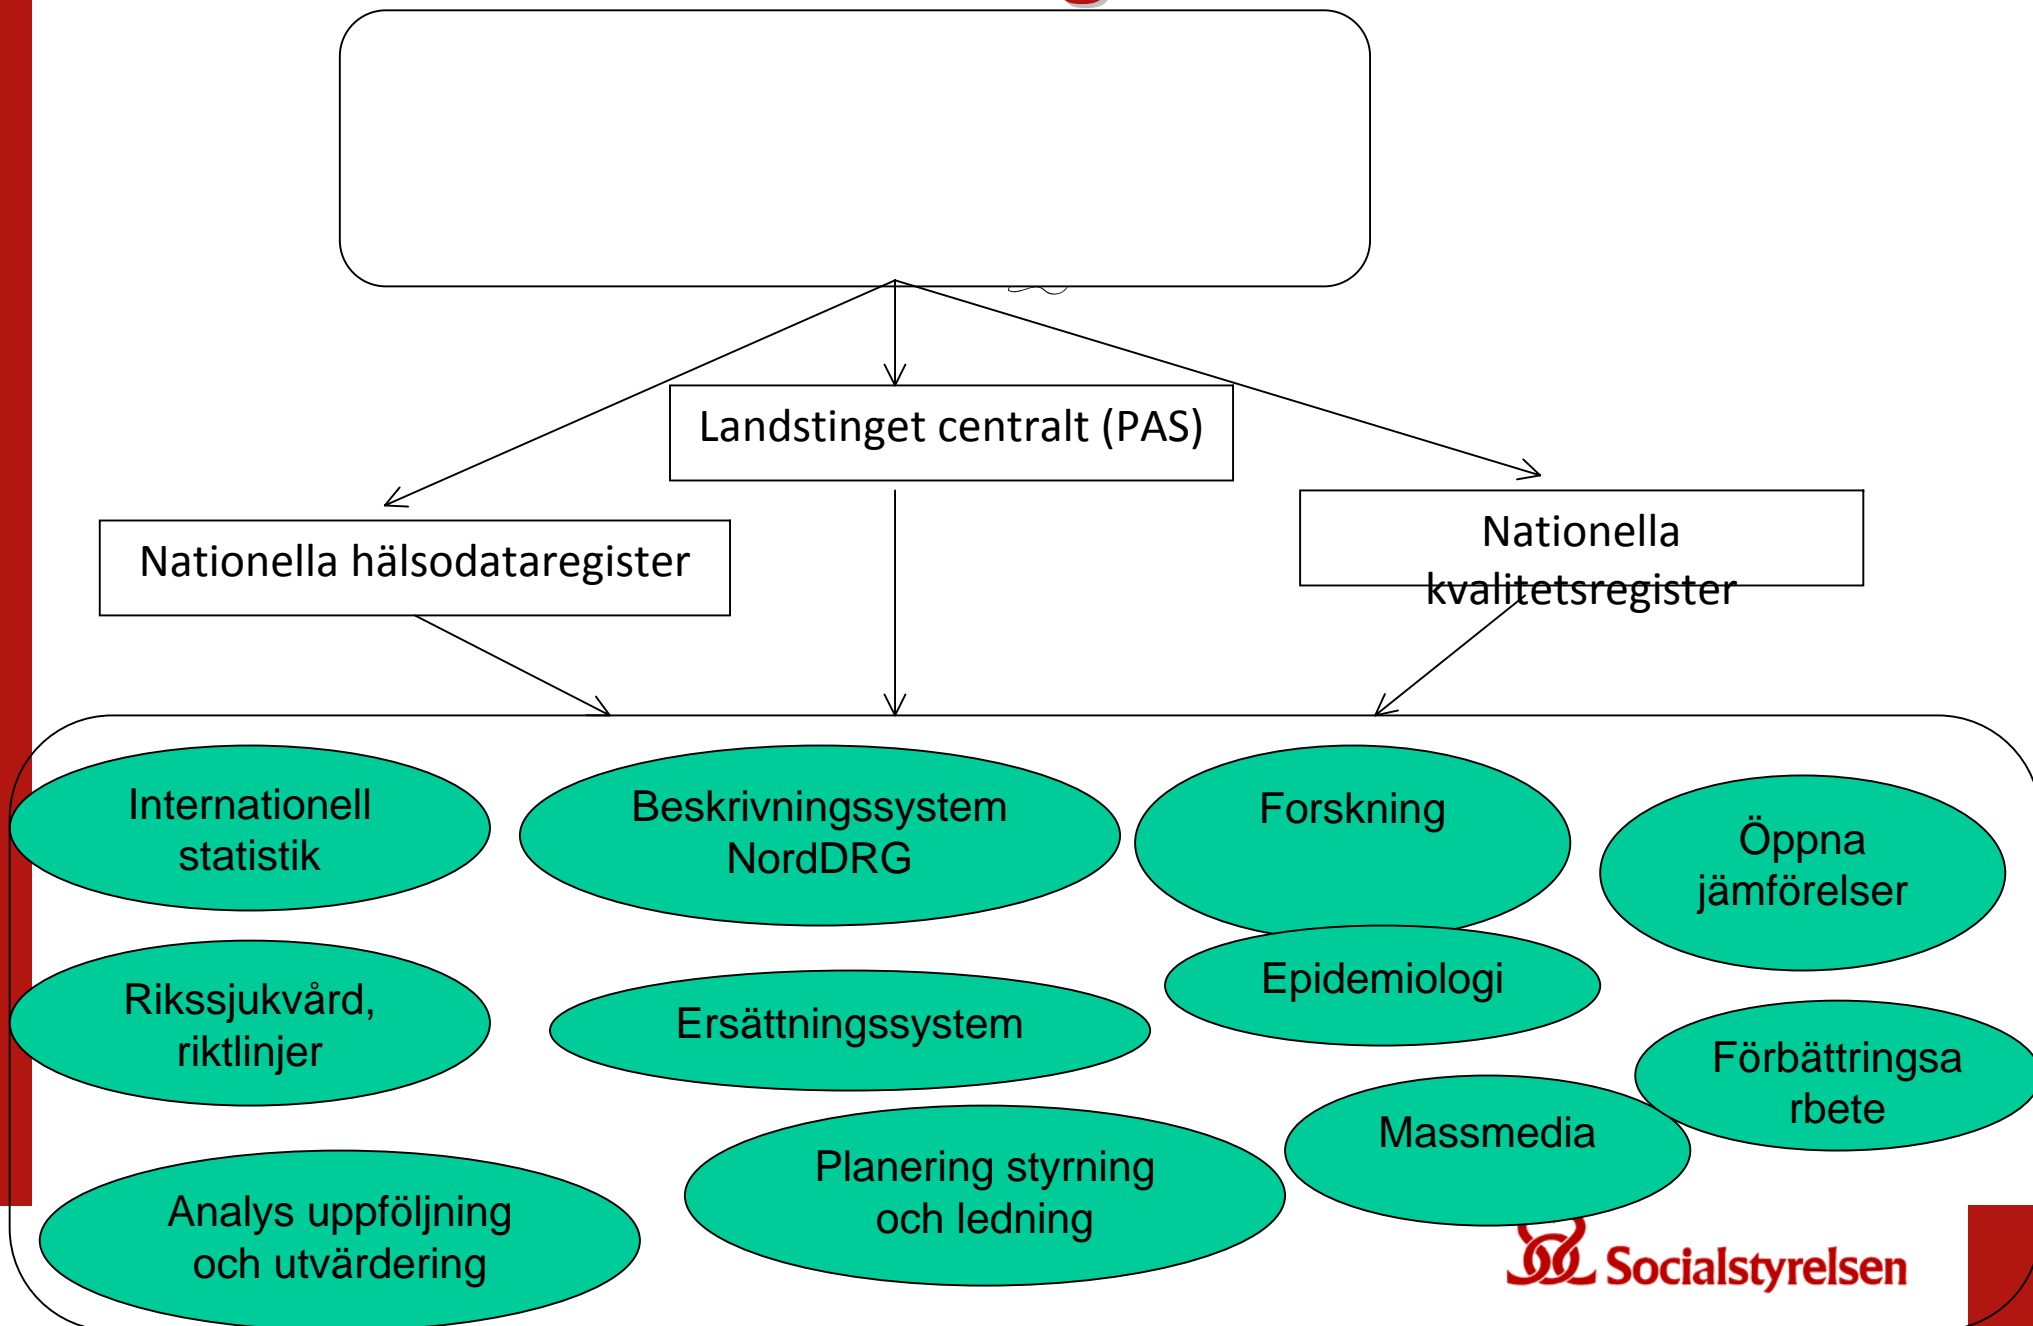 Landstinget centralt (PAS)
Nationella hälsodataregister
Nationella
kvalitetsregister
Internationell
statistik
Beskrivningssystem
NordDRG
Forskning
Öppna
jämförelser
Rikssjukvård,
riktlinjer
Ersättningssystem
Epidemiologi
Förbättringsa
rbete
Massmedia
Analys uppföljning
och utvärdering
Planering styrning
och ledning
Socialstyrelsen